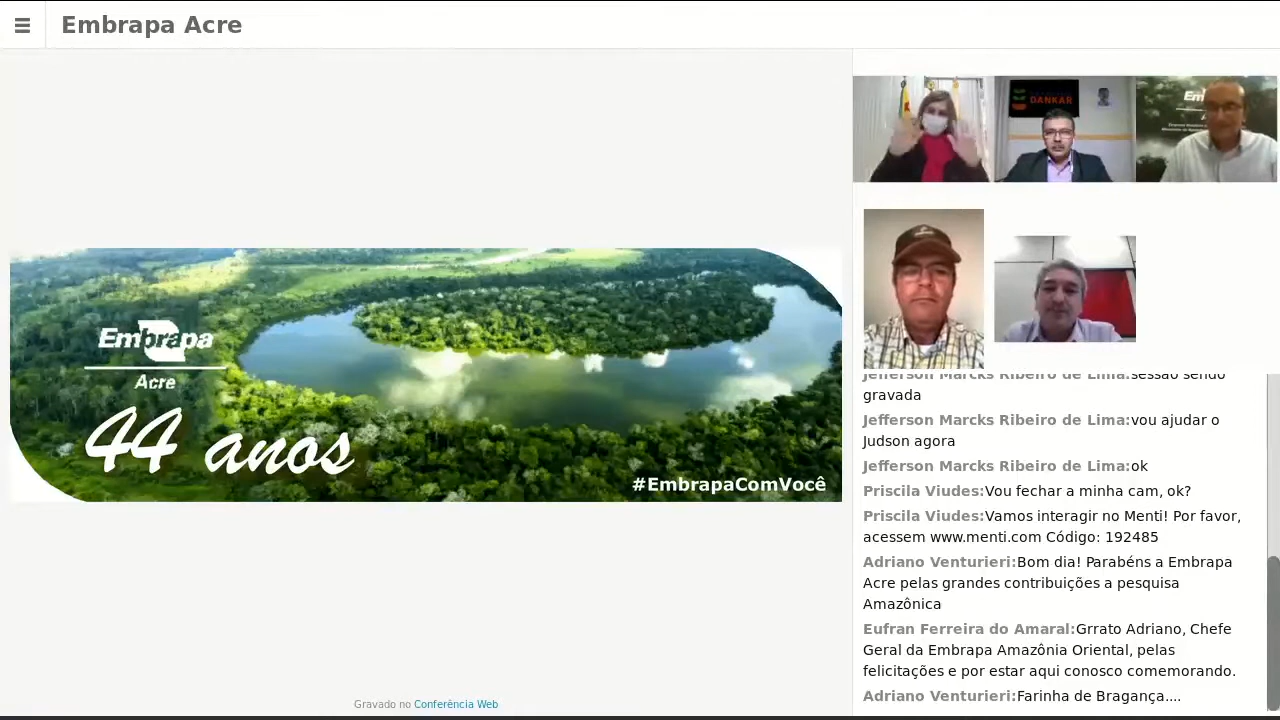 Embrapa Acre
DANKAR
Em
Embrapa
Acre
44 anos
#EmbrapaComVocê
Jefferson Marcks Ribeiro de Lima:sessão sendo
gravada
Jefferson Marcks Ribeiro de Lima:vou ajudar o
Judson agora
Jefferson Marcks Ribeiro de Lima:ok
Priscila Viudes:Vou fechar a minha cam, ok?
Priscila Viudes:Vamos interagir no Menti! Por favor,
acessem www.menti.com Código: 192485
Adriano Venturieri:Bom dia! Parabéns a Embrapa
Acre pelas grandes contribuições a pesquisa
Amazônica
Eufran Ferreira do Amaral:Grrato Adriano, Chefe
Geral da Embrapa Amazônia Oriental, pelas
felicitações e por estar aqui conosco comemorando.
Adriano Venturieri:Farinha de Bragança....
Gravado no Conferência Web